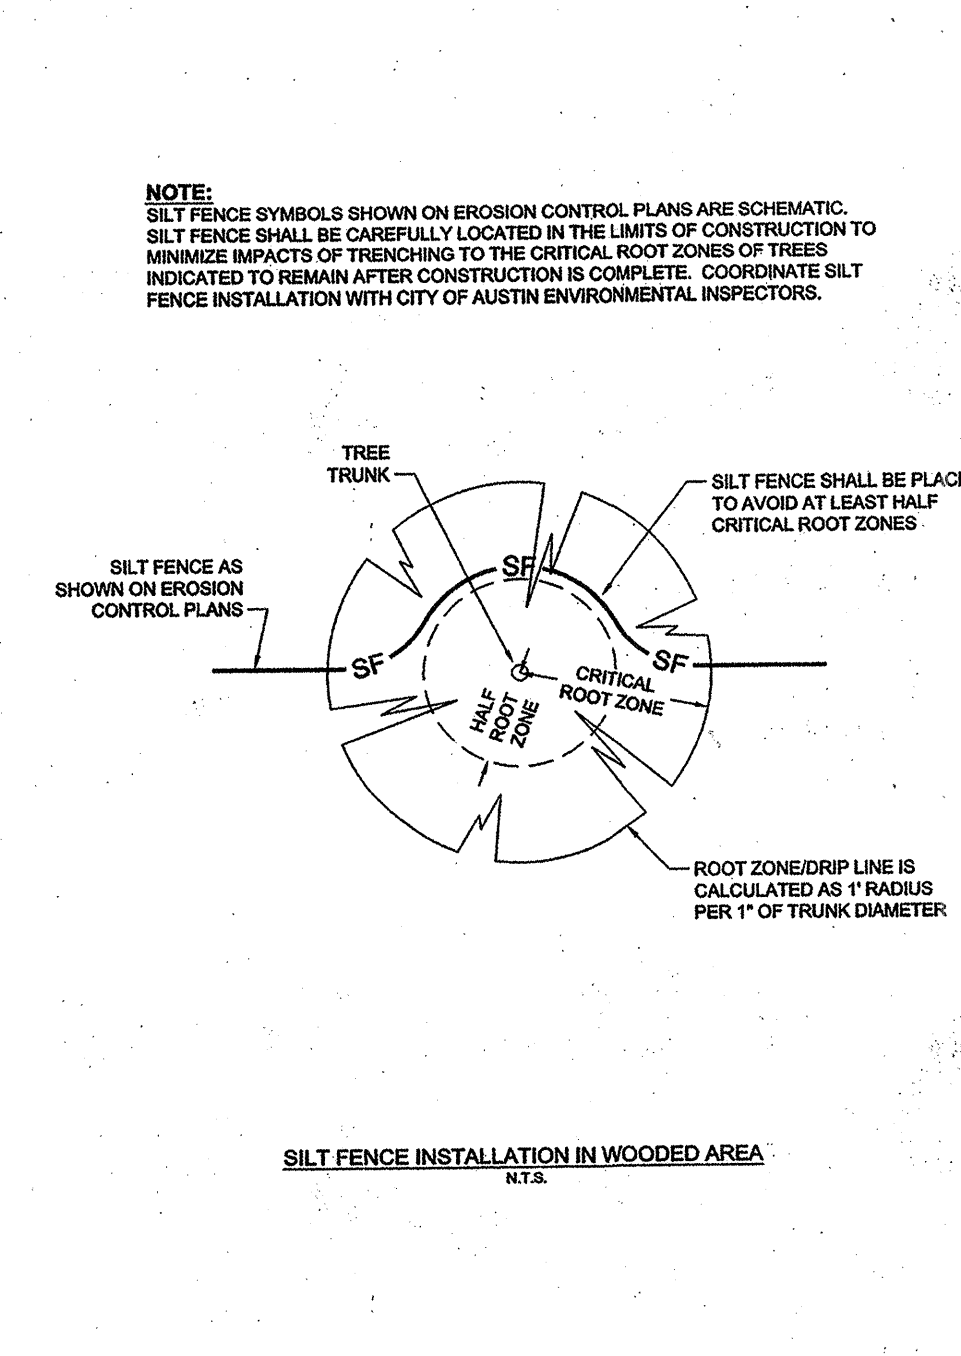 NOTE:
SILT FENCE SYMBOLS SHOWN ON EROSION CONTROL PLANS ARE SCHEMATIC.
SILT FENCE SHALL BE CAREFULLY LOCATED IN THE LIMITS OF CONSTRUCTION TO
MINIMIZE IMPACTS OF TRENCHING TO THE CRITICAL ROOT ZONES OF TREES
INDICATED TO REMAIN AFTER CONSTRUCTION IS COMPLETE. COORDINATE SILT
FENCE INSTALLATION WITH CITY OF AUSTIN ENVIRONMENTAL INSPECTORS.
TREE
TRUNK
SILT FENCE SHALL BE PLAC
TO AVOID AT LEAST HALF
CRITICAL ROOT ZONES
SILT FENCE AS
SHOWN ON EROSION
CONTROL PLANS
SF
SF
SF
CRITICAL
ROOT ZONE
HALF
ROOT
ZONE
ROOT ZONE/DRIP LINE IS
CALCULATED AS 1' RADIUS
PER 1" OF TRUNK DIAMETER
SILT FENCE INSTALLATION IN WOODED AREA
N.T.S.